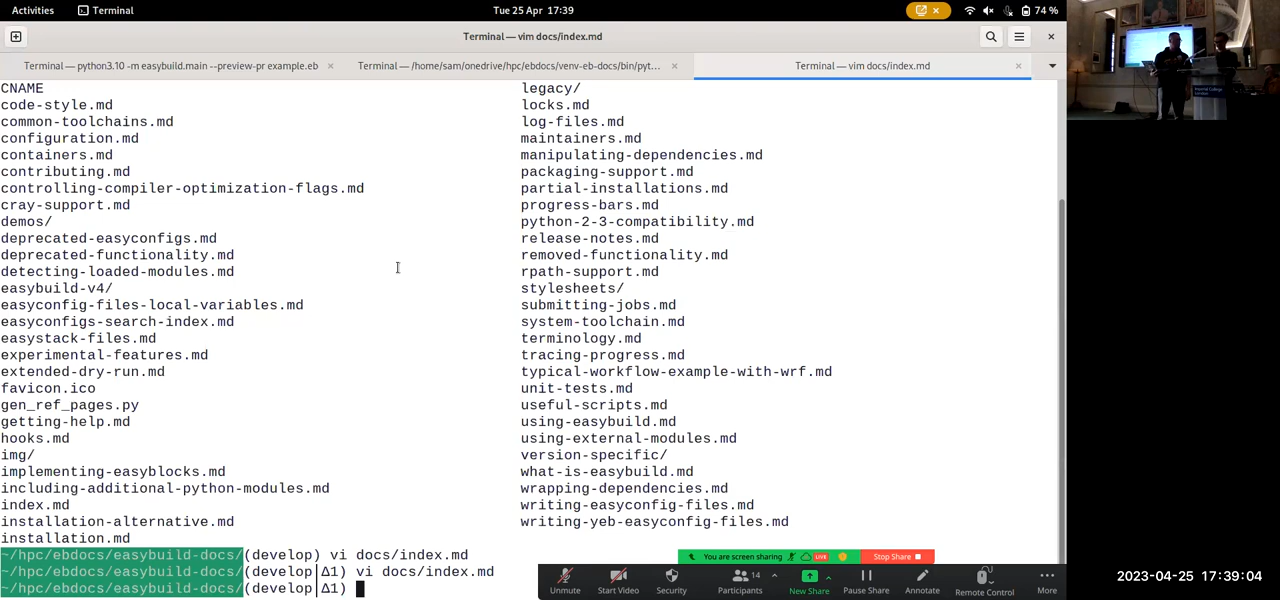 Activities Terminal Tue 25 Apr 17:39 74 %
Terminal — vim docs/index.md
Terminal — python3.10 -m easybuild.main --preview-pr example.eb × Terminal — /home/sam/onedrive/hpc/ebdocs/venv-eb-docs/bin/pyt... × Terminal — vim docs/index.md ×
CNAME legacy/
code-style.md locks.md
common-toolchains.md log-files.md
configuration.md maintainers.md
containers.md manipulating-dependencies.md
contributing.md packaging-support.md
controlling-compiler-optimization-flags.md partial-installations.md
cray-support.md progress-bars.md
demos/ python-2-3-compatibility.md
deprecated-easyconfigs.md release-notes.md
deprecated-functionality.md removed-functionality.md
detecting-loaded-modules.md rpath-support.md
easybuild-v4/ stylesheets/
easyconfig-files-local-variables.md submitting-jobs.md
easyconfigs-search-index.md system-toolchain.md
easystack-files.md terminology.md
experimental-features.md tracing-progress.md
extended-dry-run.md typical-workflow-example-with-wrf.md
favicon.ico unit-tests.md
gen_ref_pages.py useful-scripts.md
getting-help.md using-easybuild.md
hooks.md using-external-modules.md
img/ version-specific/
implementing-easyblocks.md what-is-easybuild.md
including-additional-python-modules.md wrapping-dependencies.md
index.md writing-easyconfig-files.md
installation-alternative.md writing-yeb-easyconfig-files.md
installation.md
~/hpc/ebdocs/easybuild-docs/(develop) vi docs/index.md
~/hpc/ebdocs/easybuild-docs/(develop|Δ1) vi docs/index.md
~/hpc/ebdocs/easybuild-docs/(develop|Δ1)
You are screen sharing LIVE Stop Share
Unmute Start Video Security Participants 14 New Share Pause Share Annotate Remote Control More
Imperial College
London
2023-04-25 17:39:04